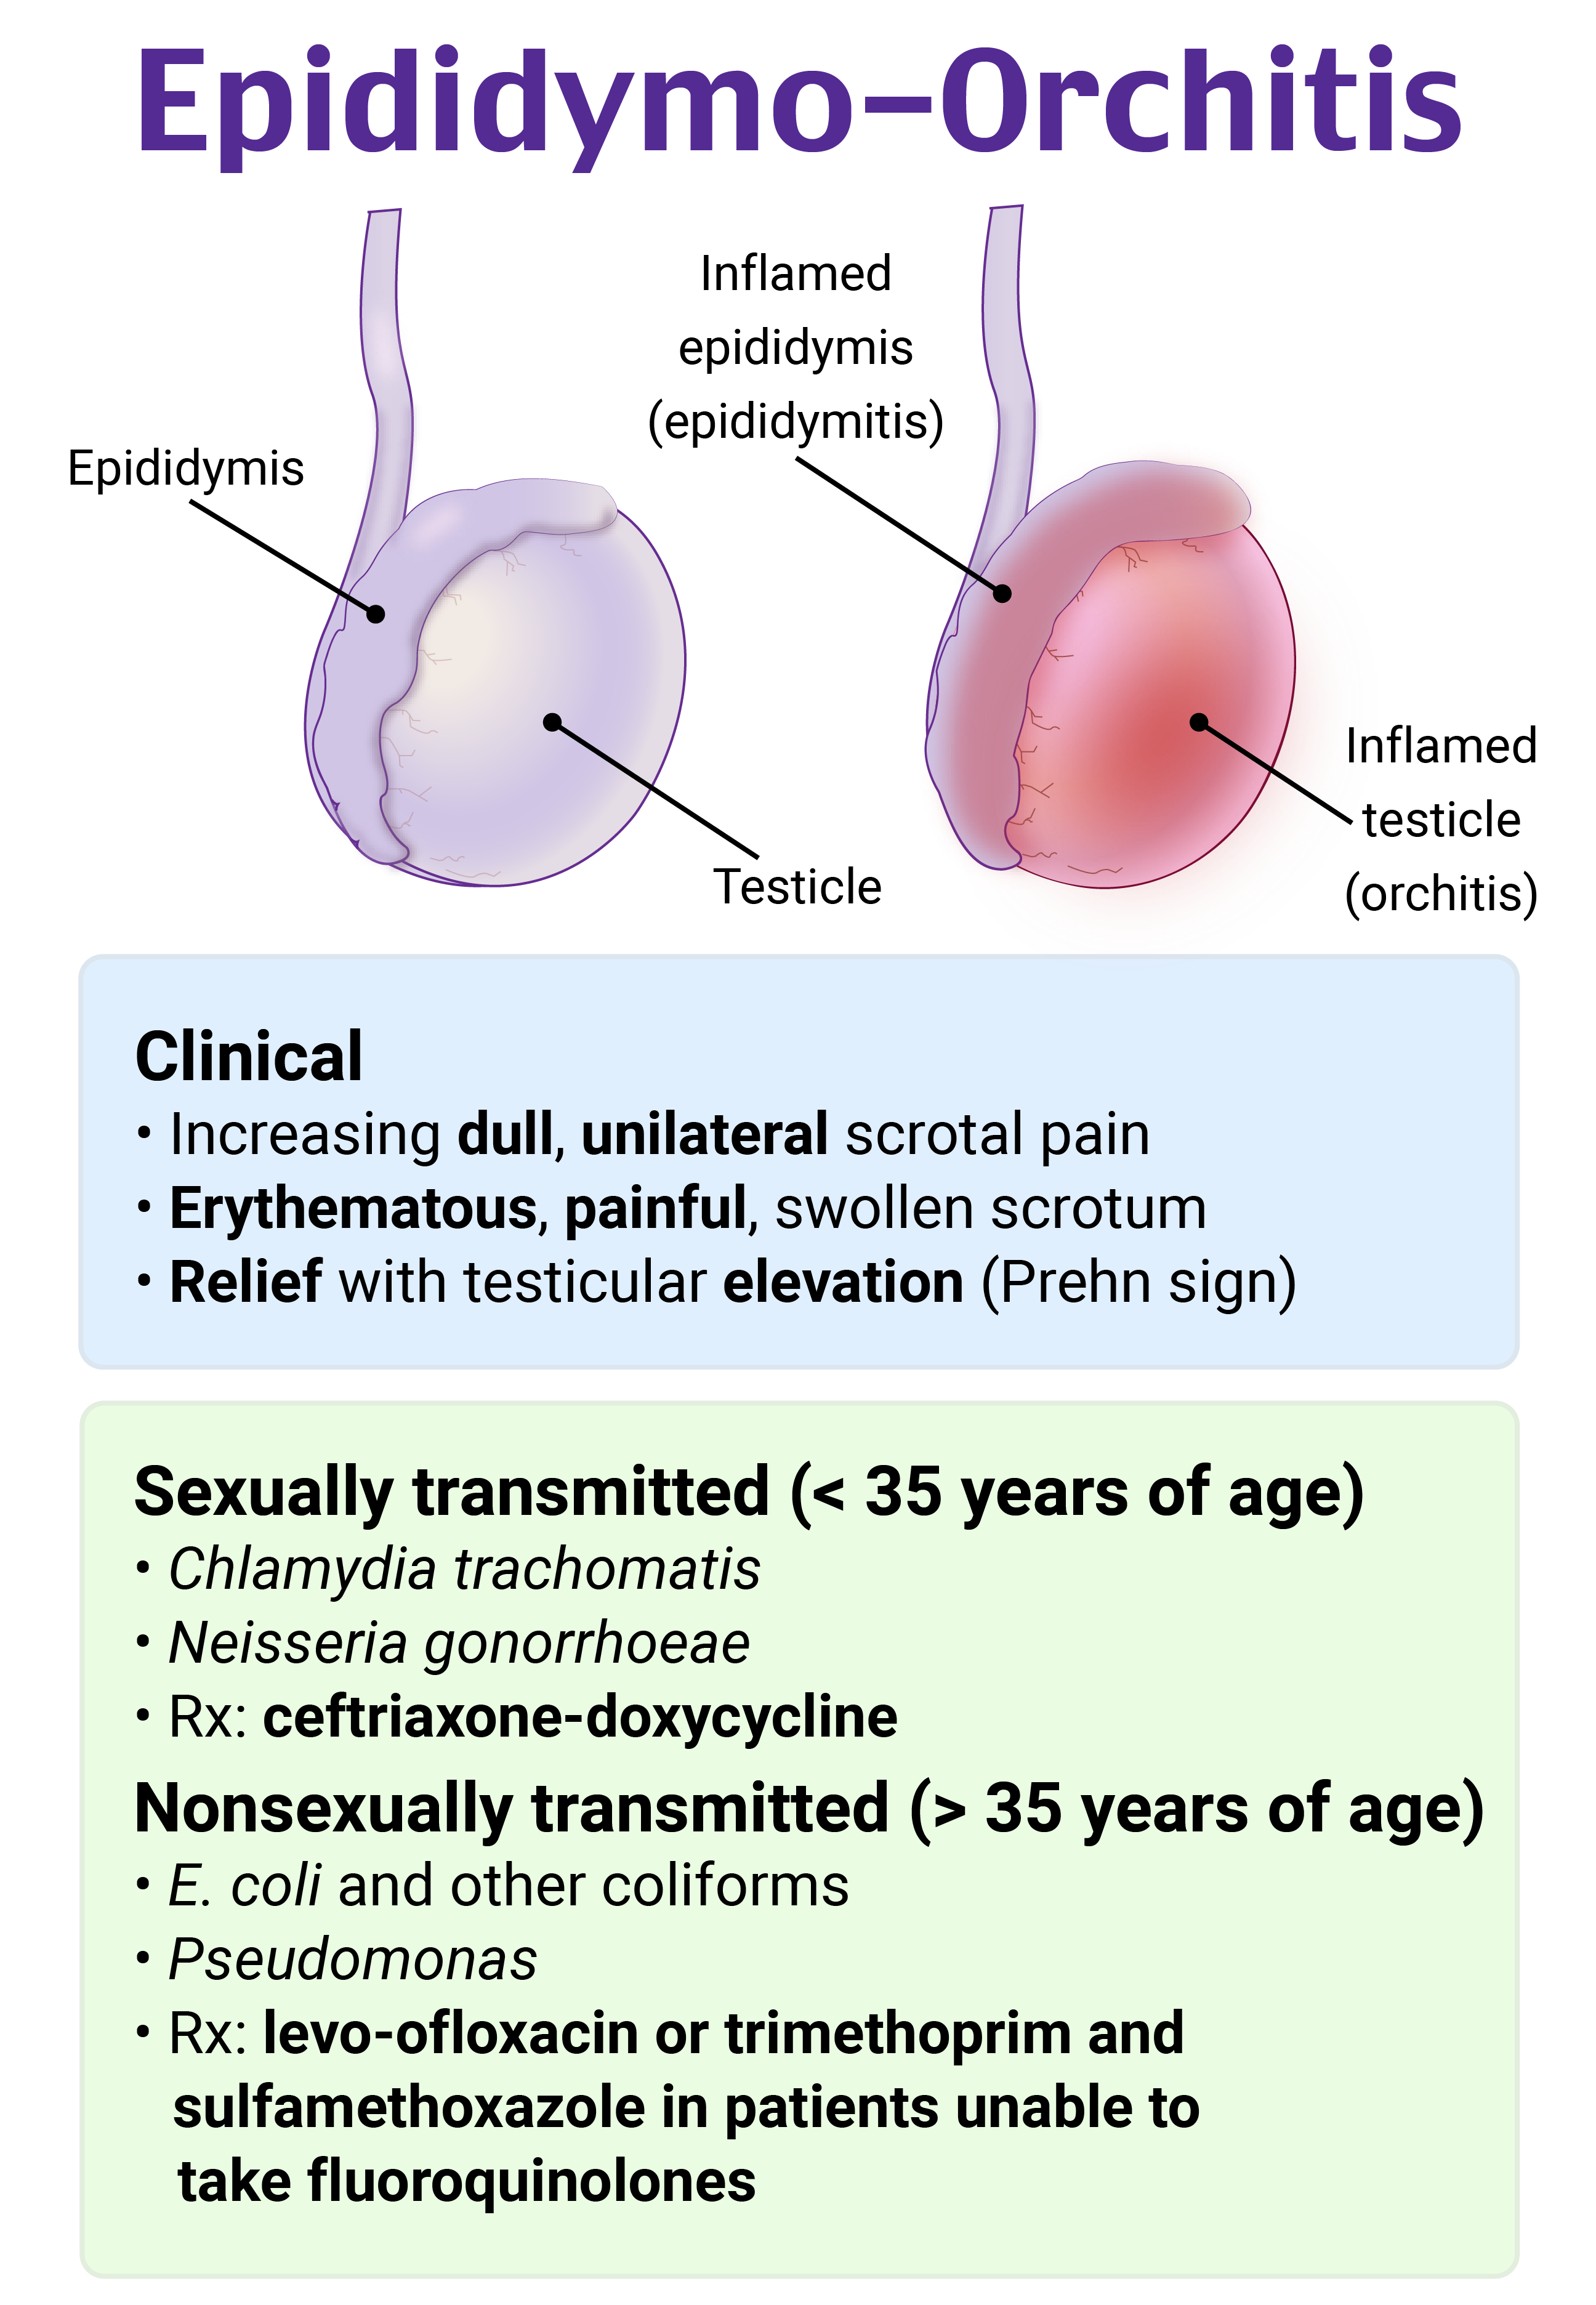 Epididymo–Orchitis
Inflamed
epididymis
(epididymitis)
Epididymis
Testicle
Inflamed
testicle
(orchitis)
Clinical
• Increasing dull, unilateral scrotal pain
• Erythematous, painful, swollen scrotum
• Relief with testicular elevation (Prehn sign)
Sexually transmitted (< 35 years of age)
• Chlamydia trachomatis
• Neisseria gonorrhoeae
• Rx: ceftriaxone-doxycycline
Nonsexually transmitted (> 35 years of age)
• E. coli and other coliforms
• Pseudomonas
• Rx: levo-ofloxacin or trimethoprim and
sulfamethoxazole in patients unable to
take fluoroquinolones